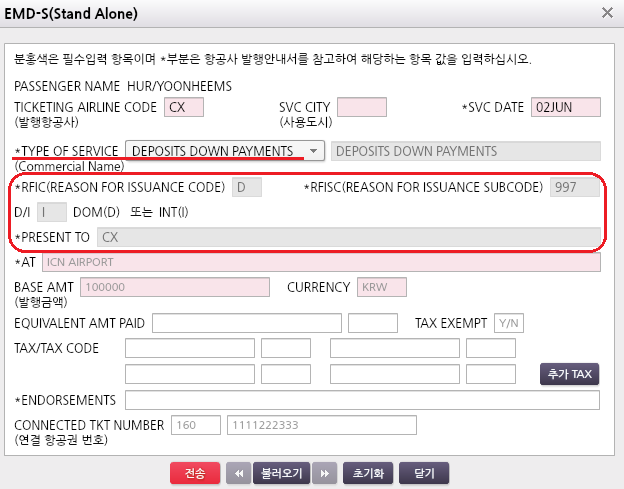 EMD-S(Stand Alone)
분홍색은 필수입력 항목이며 *부분은 항공사 발행안내서를 참고하여 해당하는 항목 값을 입력하십시오.
PASSENGER NAME HUR/YOONHEEMS
TICKETING AIRLINE CODE CX SVC CITY *SVC DATE 02JUN
(발행항공사) (사용도시)
*TYPE OF SERVICE DEPOSITS DOWN PAYMENTS DEPOSITS DOWN PAYMENTS
(Commercial Name)
*RFIC(REASON FOR ISSUANCE CODE) D *RFISC(REASON FOR ISSUANCE SUBCODE) 997
D/I I DOM(D) 또는 INT(I)
*PRESENT TO CX
*AT ICN AIRPORT
BASE AMT 100000 CURRENCY KRW
(발행금액)
EQUIVALENT AMT PAID TAX EXEMPT Y/N
TAX/TAX CODE
추가 TAX
*ENDORSEMENTS
CONNECTED TKT NUMBER 160 1111222333
(연결 항공권 번호)
전송 불러오기 초기화 닫기